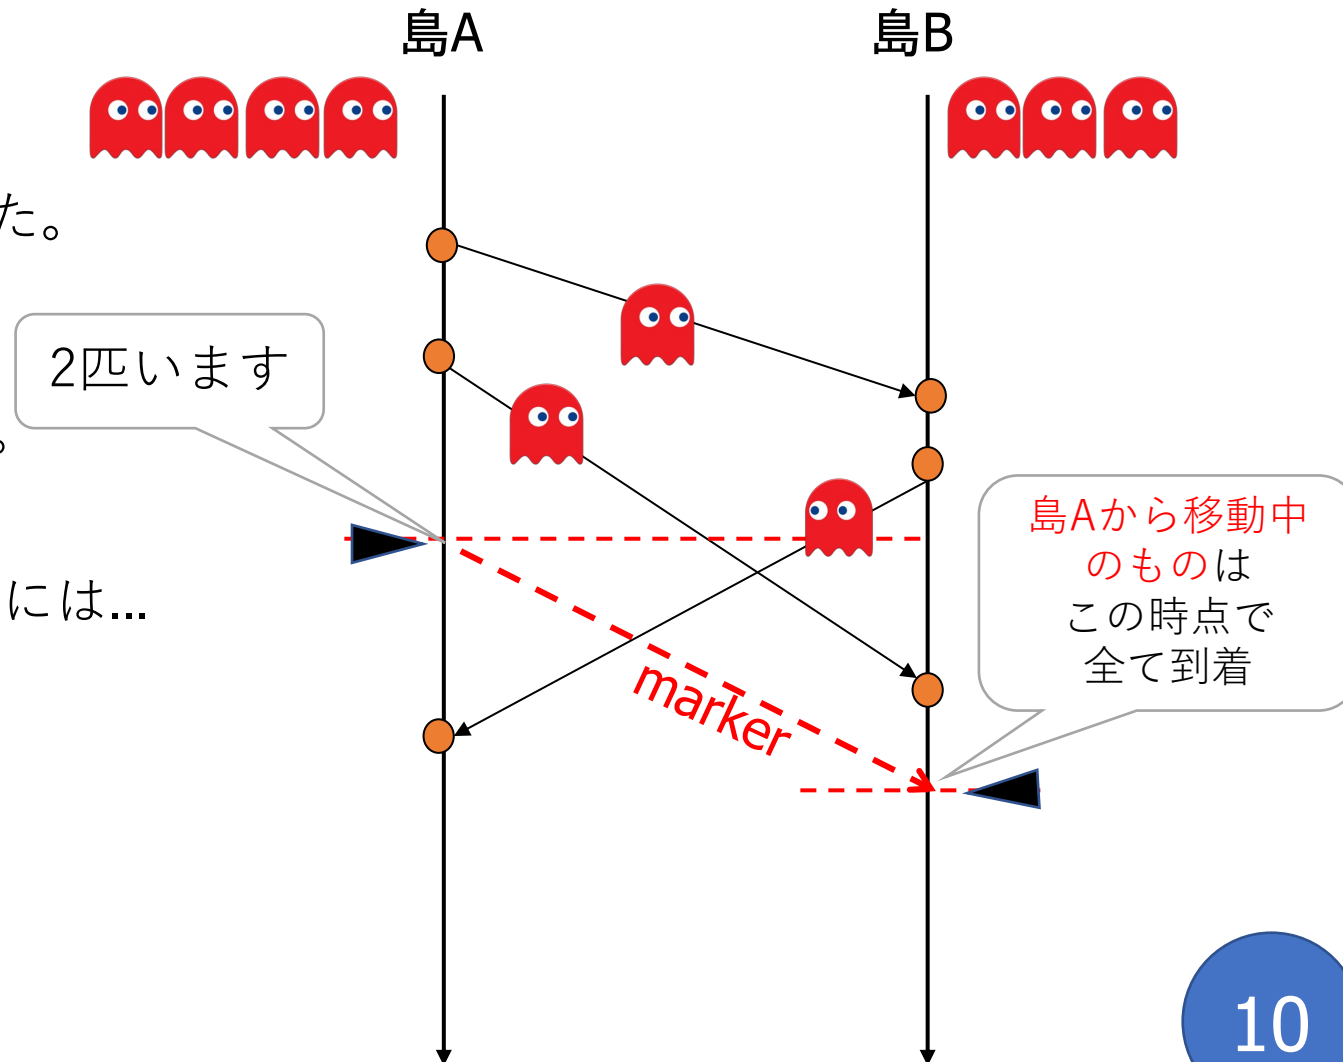 島A
島B
た。
2匹います
。
には...
島Aから移動中
のものは
この時点で
全て到着
marker
10